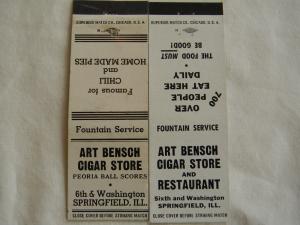 SUPERIOR MATCH CO., CHICAGO, U.S.A.
HOME MADE PIES
and
CHILI
Famous for
Fountain Service
ART BENSCH
CIGAR STORE
PEORIA BALL SCORES
•
6th & Washington
SPRINGFIELD, ILL.
CLOSE COVER BEFORE STRIKING MATCH
SUPERIOR MATCH CO., CHICAGO, U.S.A.
BE GOOD!
THE FOOD MUST
DAILY
EAT HERE
PEOPLE
OVER 700
FOUNTAIN SERVICE
ART BENSCH
CIGAR STORE
AND
RESTAURANT
•
Sixth and Washington
SPRINGFIELD, ILL.
CLOSE COVER BEFORE STRIKING MATCH